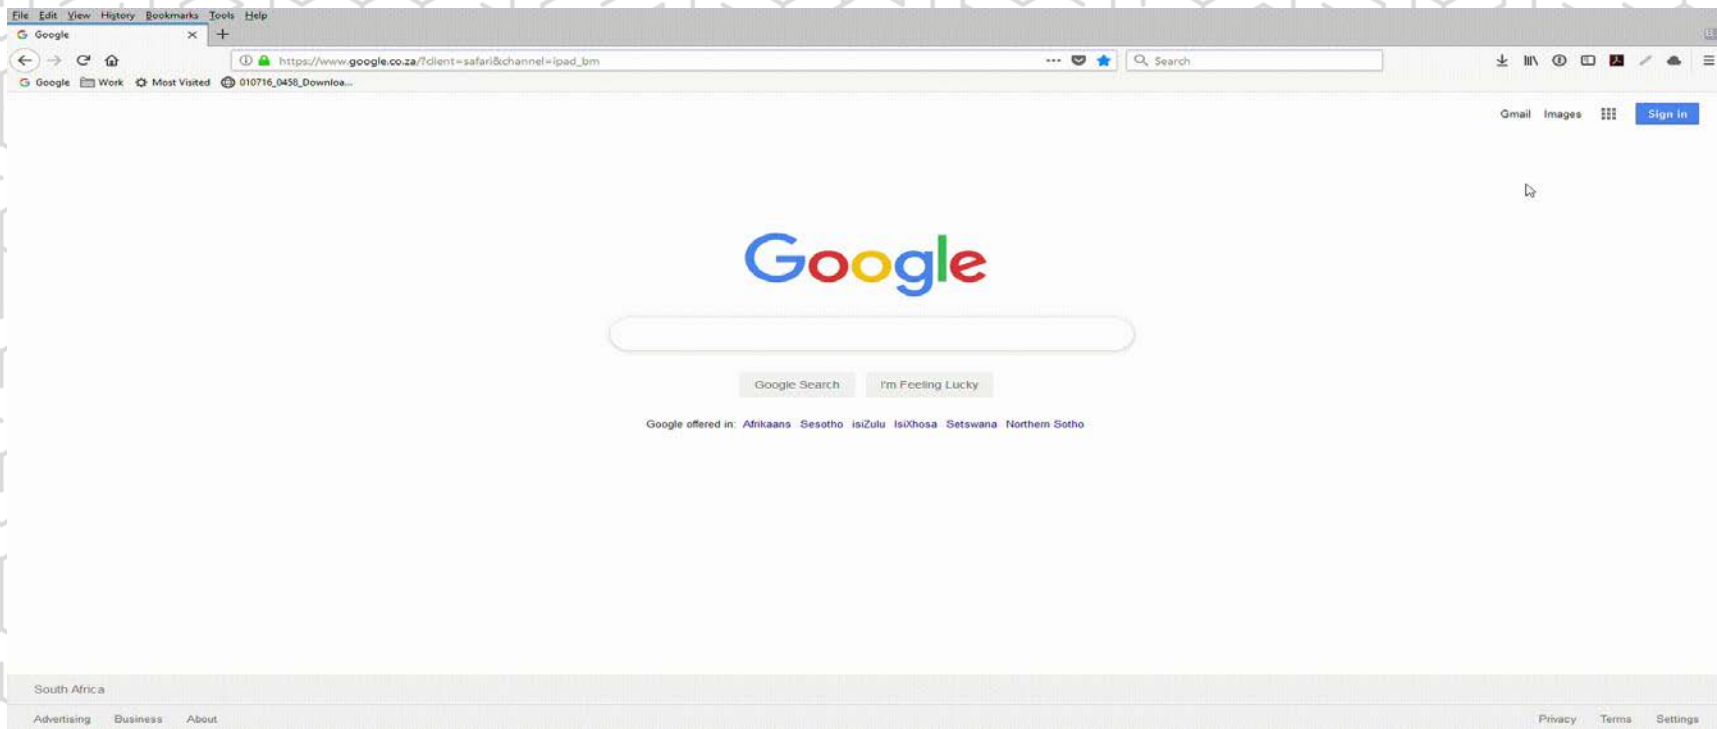 File Edit View History Bookmarks Tools Help
Google
https://www.google.co.za/?client=safari&channel=ipad_bm
Search
Google Work Most Visited 010716_0458_Downloa...
Gmail Images Sign in
Google
Google Search I'm Feeling Lucky
Google offered in: Afrikaans Sesotho isiZulu IsiXhosa Setswana Northern Sotho
South Africa
Advertising Business About Privacy Terms Settings